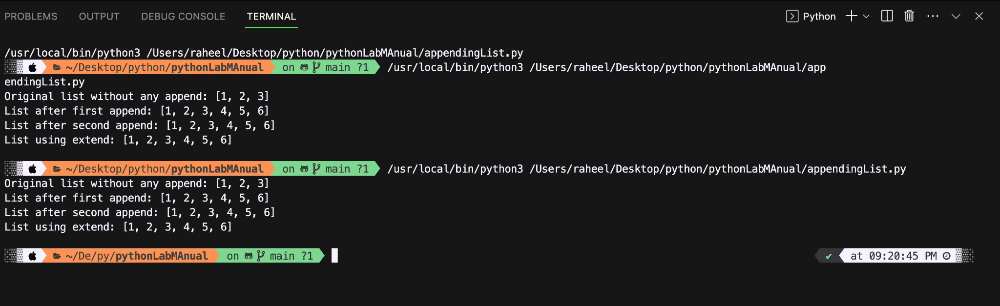 PROBLEMS OUTPUT DEBUG CONSOLE TERMINAL Python
/usr/local/bin/python3 /Users/raheel/Desktop/python/pythonLabMAnual/appendingList.py
~/Desktop/python/pythonLabMAnual on main ?1 /usr/local/bin/python3 /Users/raheel/Desktop/python/pythonLabMAnual/app
endingList.py
Original list without any append: [1, 2, 3]
List after first append: [1, 2, 3, 4, 5, 6]
List after second append: [1, 2, 3, 4, 5, 6]
List using extend: [1, 2, 3, 4, 5, 6]
~/Desktop/python/pythonLabMAnual on main ?1 /usr/local/bin/python3 /Users/raheel/Desktop/python/pythonLabMAnual/appendingList.py
Original list without any append: [1, 2, 3]
List after first append: [1, 2, 3, 4, 5, 6]
List after second append: [1, 2, 3, 4, 5, 6]
List using extend: [1, 2, 3, 4, 5, 6]
~/De/py/pythonLabMAnual on main ?1 ✔ at 09:20:45 PM